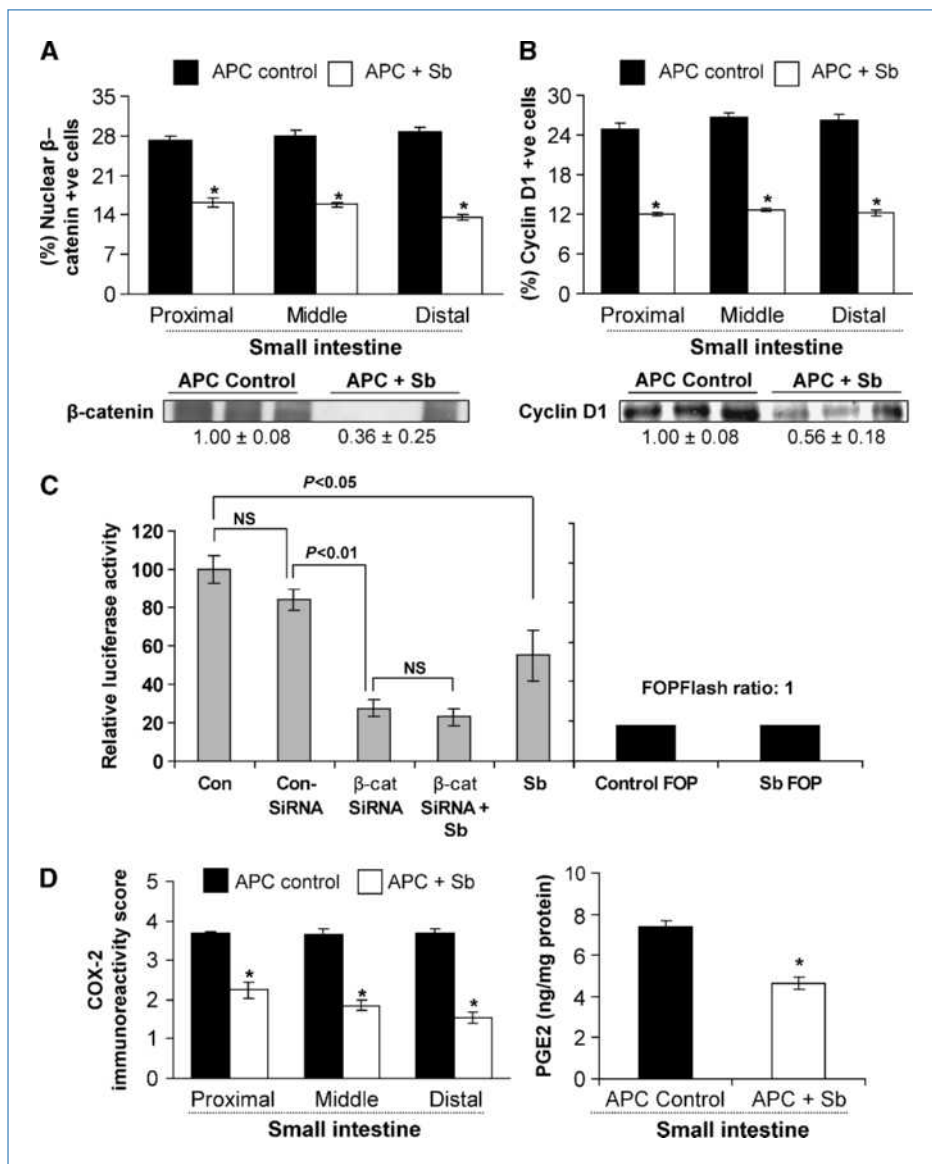 A
APC control APC + Sb
(%) Nuclear β–
catenin +ve cells
35
28
21
14
7
0
* * *
Proximal Middle Distal
Small intestine
APC Control APC + Sb
β-catenin
1.00 ± 0.08 0.36 ± 0.25
B
APC control APC + Sb
(%) Cyclin D1 +ve cells
30
24
18
12
6
0
* * *
Proximal Middle Distal
Small intestine
APC Control APC + Sb
Cyclin D1
1.00 ± 0.08 0.56 ± 0.18
C
P<0.05
NS
P<0.01
NS
Relative luciferase activity
120
100
80
60
40
20
0
FOPFlash ratio: 1
Con Con- β-cat β-cat Sb Control FOP Sb FOP
SiRNA SiRNA SiRNA +
Sb
D
APC control APC + Sb
COX-2
immunoreactivity score
5
4
3
2
1
0
* * *
Proximal Middle Distal
Small intestine
PGE2 (ng/mg protein)
8
6
4
2
0
*
APC Control APC + Sb
Small intestine